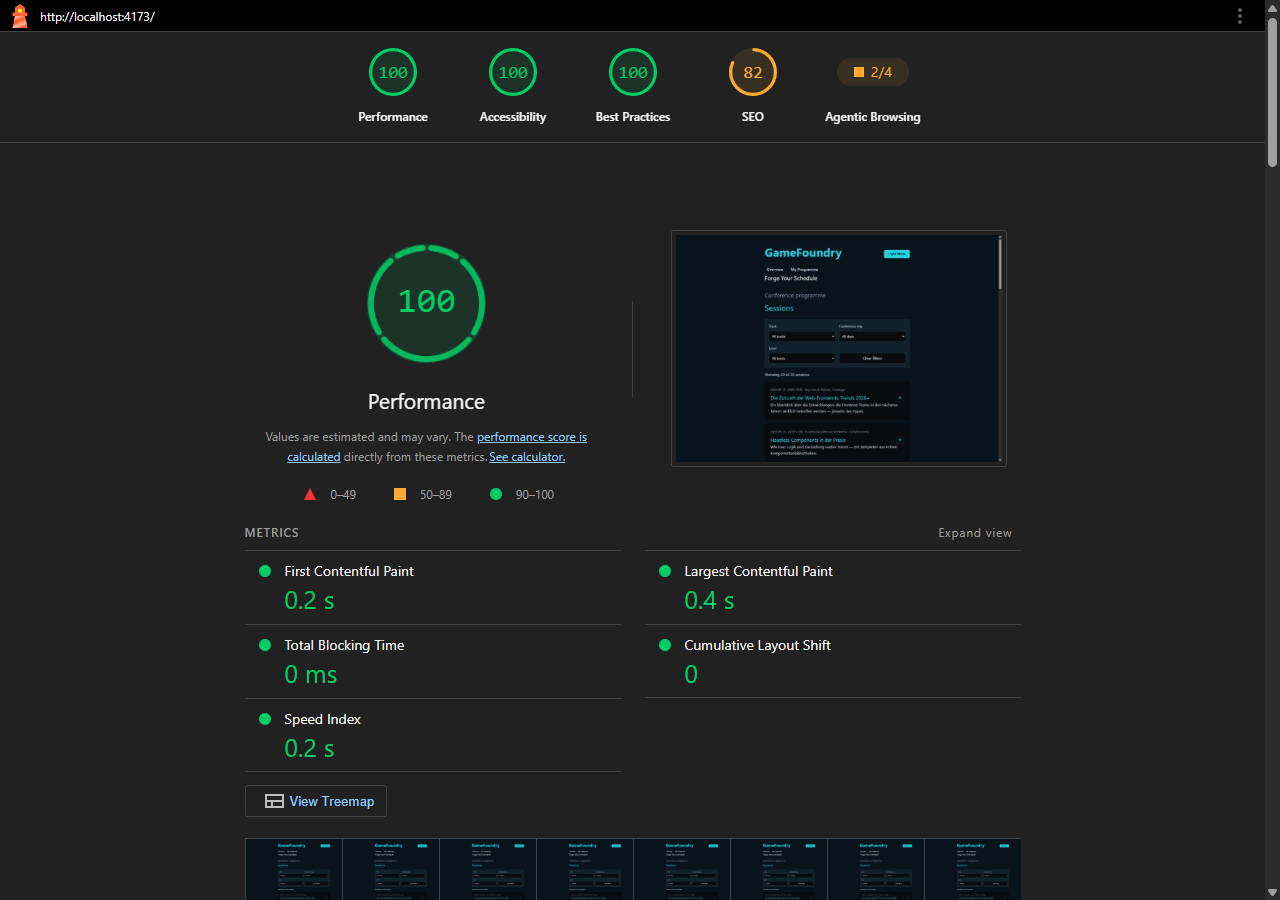 http://localhost:4173/
100 100 100 82 2/4
Performance Accessibility Best Practices SEO Agentic Browsing
100
Performance
Values are estimated and may vary. The performance score is
calculated directly from these metrics. See calculator.
0–49 50–89 90–100
GameFoundry
Overview My Programme
Forge Your Schedule
Conference programme
Sessions
Track Conference day
All tracks All days
Level
All levels Clear filters
Die Zukunft der Web-Frontends: Trends 2026+
Headless Components in der Praxis
METRICS
Expand view
First Contentful Paint
0.2 s
Largest Contentful Paint
0.4 s
Total Blocking Time
0 ms
Cumulative Layout Shift
0
Speed Index
0.2 s
View Treemap